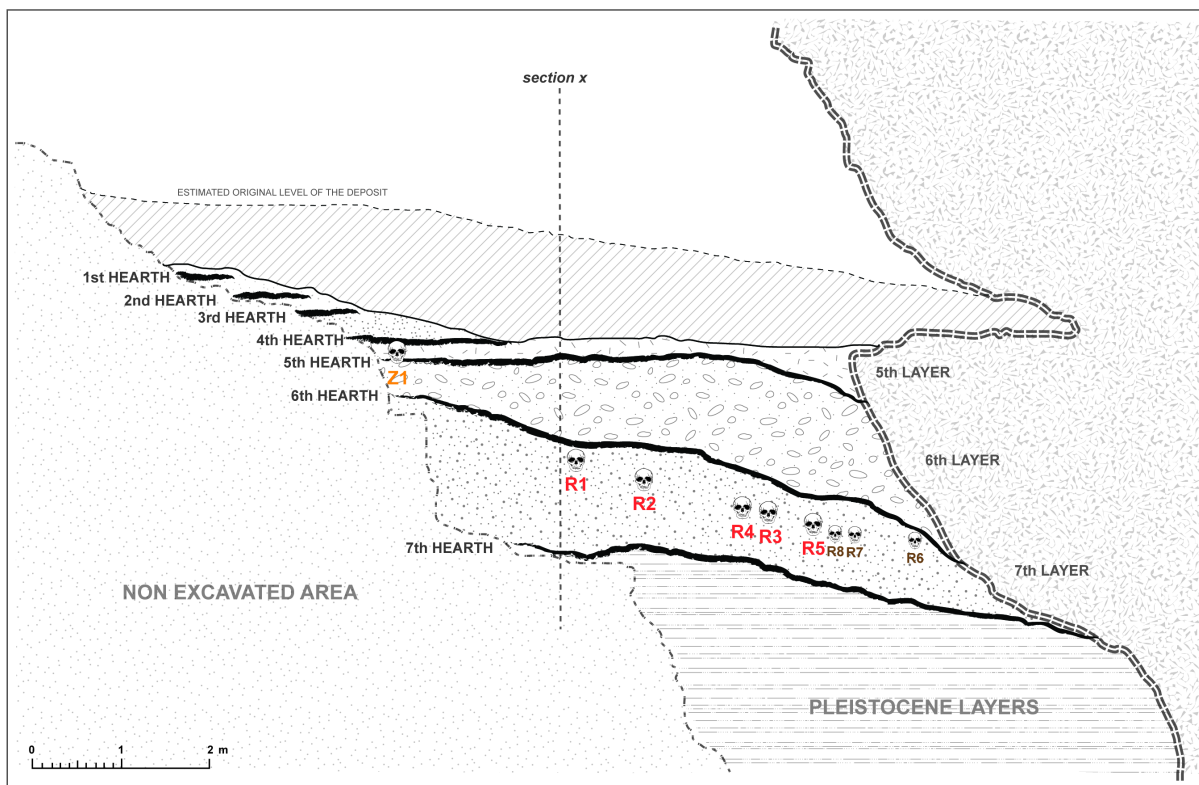 section x
ESTIMATED ORIGINAL LEVEL OF THE DEPOSIT
1st HEARTH
2nd HEARTH
3rd HEARTH
4th HEARTH
5th HEARTH
Z1
6th HEARTH
5th LAYER
6th LAYER
R1
R2
R4
R3
R5
R8
R7
R6
7th HEARTH
7th LAYER
NON EXCAVATED AREA
PLEISTOCENE LAYERS
0 1 2 m